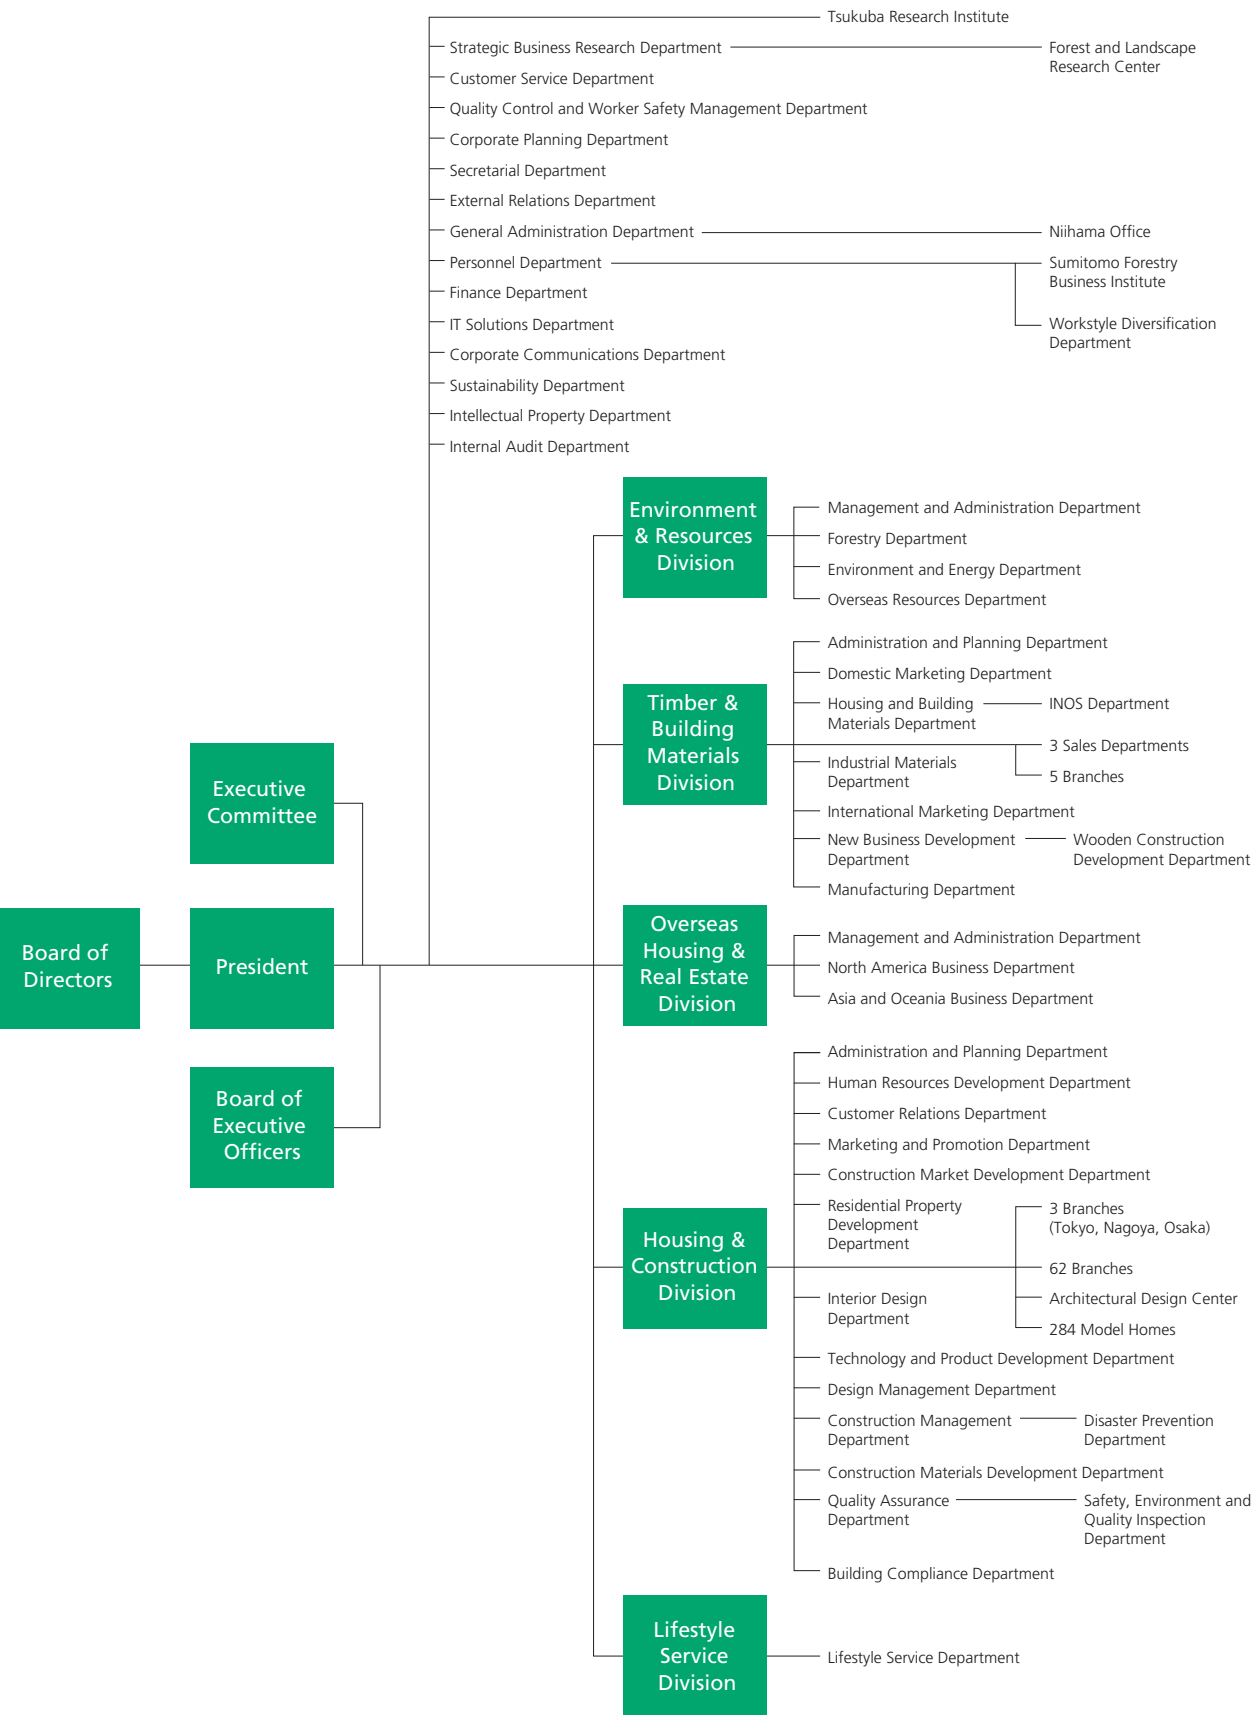 Tsukuba Research Institute
Strategic Business Research Department
Forest and Landscape
Research Center
Customer Service Department
Quality Control and Worker Safety Management Department
Corporate Planning Department
Secretarial Department
External Relations Department
General Administration Department
Niihama Office
Personnel Department
Sumitomo Forestry
Business Institute
Workstyle Diversification
Department
Finance Department
IT Solutions Department
Corporate Communications Department
Sustainability Department
Intellectual Property Department
Internal Audit Department
Environment
& Resources
Division
Management and Administration Department
Forestry Department
Environment and Energy Department
Overseas Resources Department
Timber &
Building
Materials
Division
Administration and Planning Department
Domestic Marketing Department
Housing and Building
Materials Department
INOS Department
3 Sales Departments
5 Branches
Industrial Materials
Department
International Marketing Department
New Business Development
Department
Wooden Construction
Development Department
Manufacturing Department
Executive
Committee
Board of
Directors
President
Board of
Executive
Officers
Overseas
Housing &
Real Estate
Division
Management and Administration Department
North America Business Department
Asia and Oceania Business Department
Housing &
Construction
Division
Administration and Planning Department
Human Resources Development Department
Customer Relations Department
Marketing and Promotion Department
Construction Market Development Department
Residential Property
Development
Department
3 Branches
(Tokyo, Nagoya, Osaka)
62 Branches
Architectural Design Center
284 Model Homes
Interior Design
Department
Technology and Product Development Department
Design Management Department
Construction Management
Department
Disaster Prevention
Department
Construction Materials Development Department
Quality Assurance
Department
Safety, Environment and
Quality Inspection
Department
Building Compliance Department
Lifestyle
Service
Division
Lifestyle Service Department